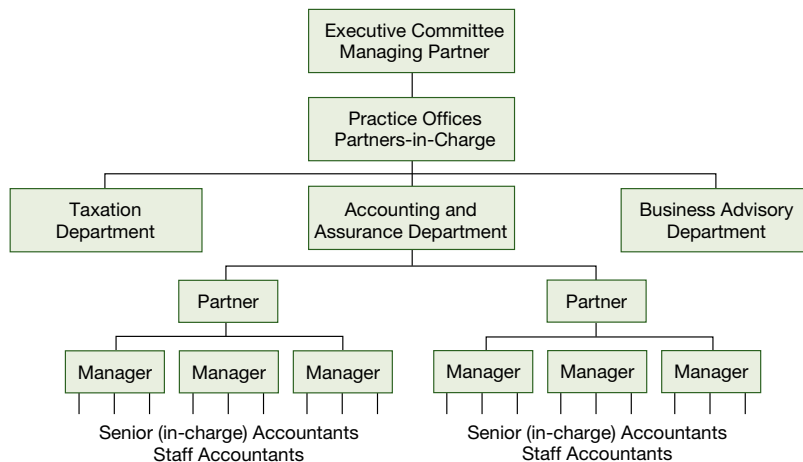 Executive Committee
Managing Partner
Practice Offices
Partners-in-Charge
Taxation
Department
Accounting and
Assurance Department
Business Advisory
Department
Partner
Partner
Manager
Manager
Manager
Manager
Manager
Manager
Senior (in-charge) Accountants
Staff Accountants
Senior (in-charge) Accountants
Staff Accountants